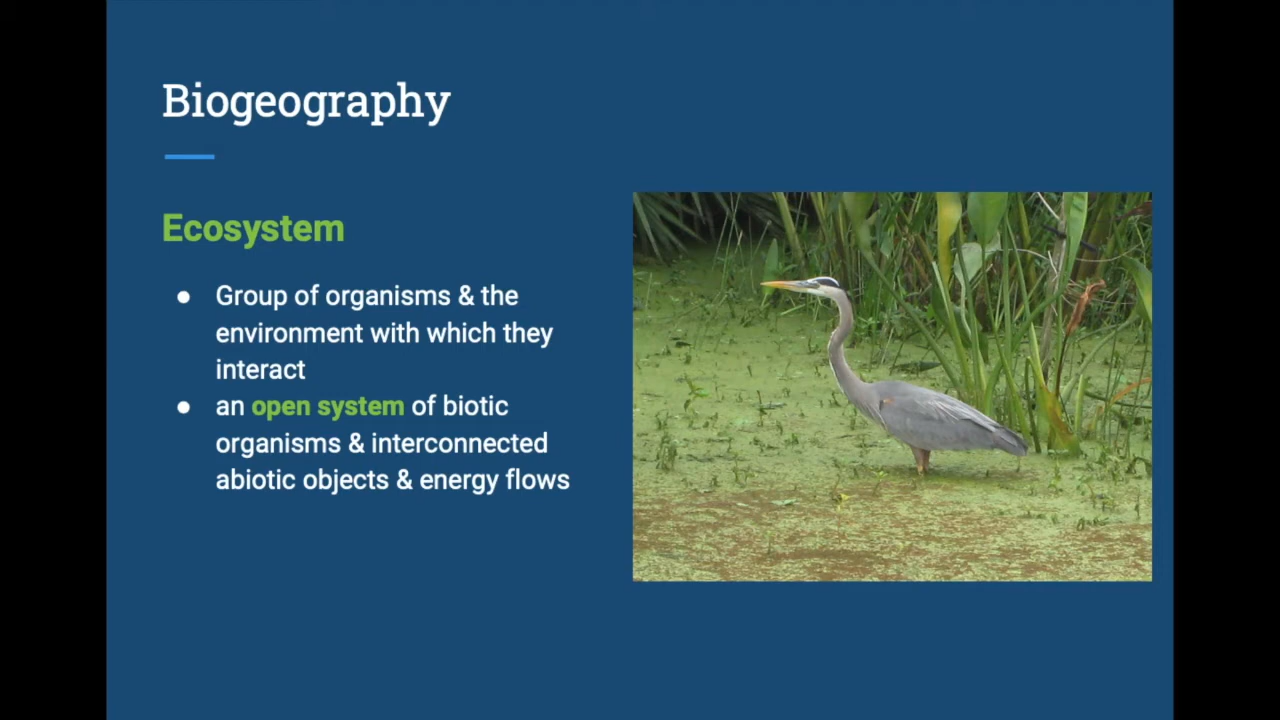 Biogeography
Ecosystem
● Group of organisms & the
environment with which they
interact
● an open system of biotic
organisms & interconnected
abiotic objects & energy flows